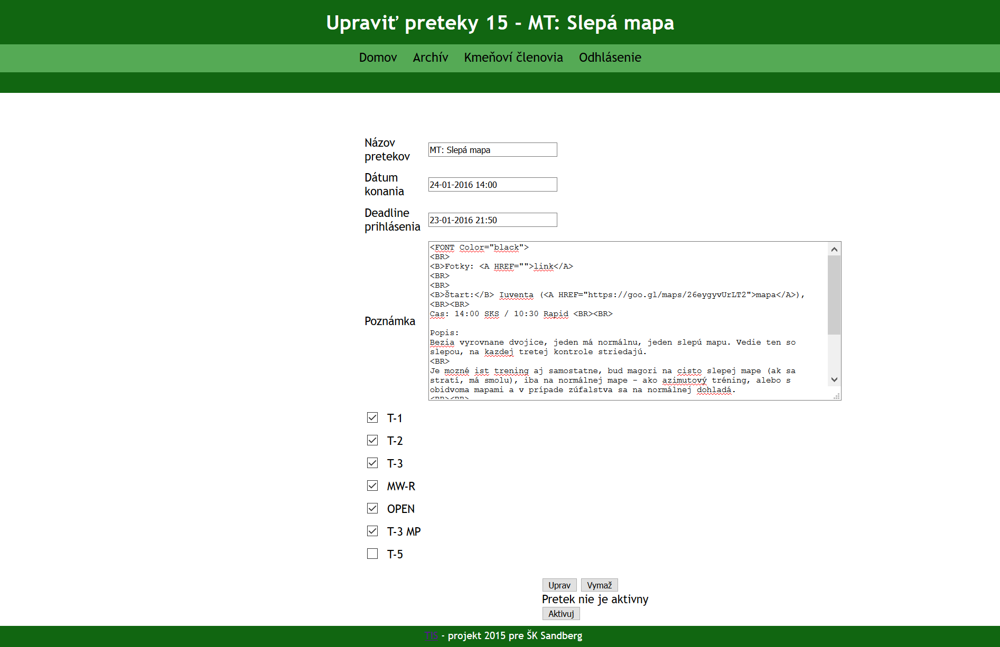 Upraviť preteky 15 - MT: Slepá mapa
Domov Archív Kmeňoví členovia Odhlásenie
Názov pretekov
MT: Slepá mapa
Dátum konania
24-01-2016 14:00
Deadline prihlásenia
23-01-2016 21:50
Poznámka
<FONT Color="black">
<BR>
<B>Fotky: <A HREF="">link</A>
<BR>
<BR>
<B>Štart:</B> Iuventa (<A HREF="https://goo.gl/maps/26eygyvUrLT2">mapa</A>),
<BR><BR>
Cas: 14:00 SKS / 10:30 Rapid <BR><BR>
Popis:
Bezia vyrovnane dvojice, jeden má normálnu, jeden slepú mapu. Vedie ten so
slepou, na kazdej tretej kontrole striedajú.
<BR>
Je mozné ist trening aj samostatne, bud magori na cisto slepej mape (ak sa
stratí, má smolu), iba na normálnej mape - ako azimutový tréning, alebo s
obidvoma mapami a v prípade zúfalstva sa na normálnej dohladá.
<BR><BR>
T-1
T-2
T-3
MW-R
OPEN
T-3 MP
T-5
Uprav Vymaž
Pretek nie je aktivny
Aktivuj
TIS - projekt 2015 pre ŠK Sandberg